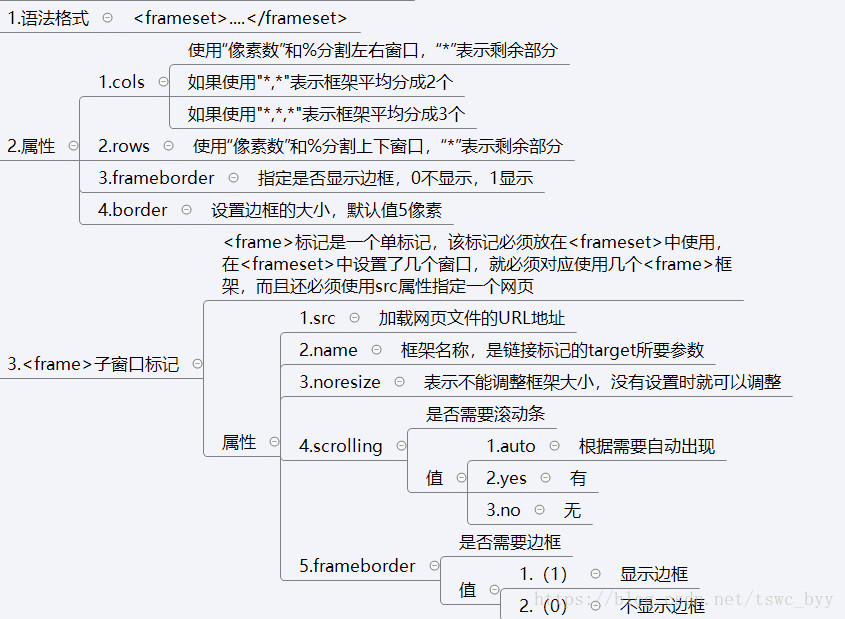 1.语法格式 <frameset>....</frameset>
使用“像素数”和%分割左右窗口，“*”表示剩余部分
1.cols 如果使用"*,*"表示框架平均分成2个
如果使用"*,*,*"表示框架平均分成3个
2.属性 2.rows 使用“像素数”和%分割上下窗口，“*”表示剩余部分
3.frameborder 指定是否显示边框，0不显示，1显示
4.border 设置边框的大小，默认值5像素
<frame>标记是一个单标记，该标记必须放在<frameset>中使用，
在<frameset>中设置了几个窗口，就必须对应使用几个<frame>框
架，而且还必须使用src属性指定一个网页
1.src 加载网页文件的URL地址
2.name 框架名称，是链接标记的target所要参数
3.<frame>子窗口标记
3.noresize 表示不能调整框架大小，没有设置时就可以调整
是否需要滚动条
属性 4.scrolling 1.auto 根据需要自动出现
值 2.yes 有
3.no 无
是否需要边框
5.frameborder 1.（1） 显示边框
值
2.（0） 不显示边框
https://blog.csdn.net/tswc_byy